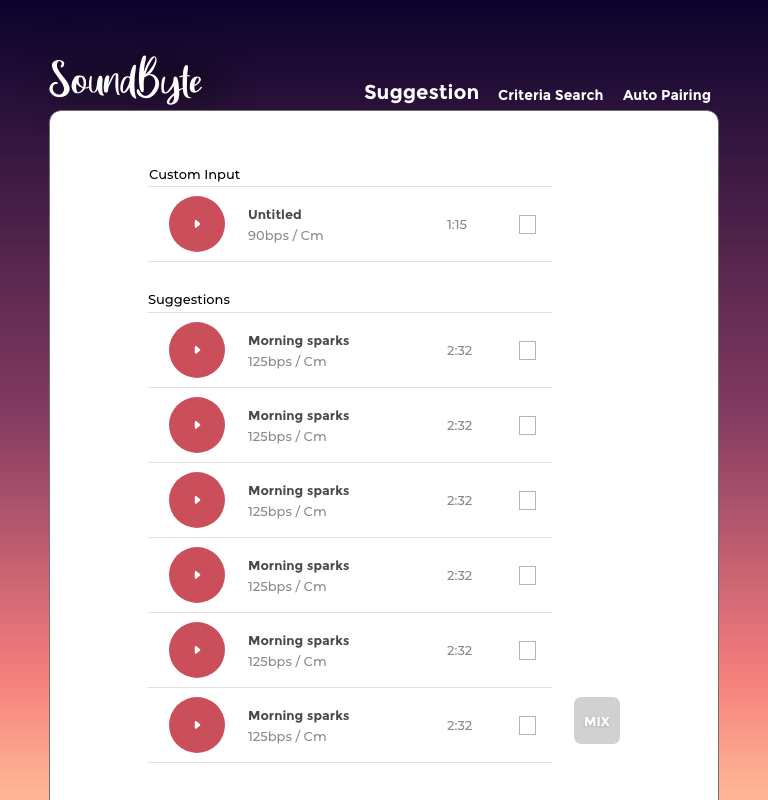 SoundByte
Suggestion Criteria Search Auto Pairing
Custom Input
Untitled
90bps / Cm
1:15
Suggestions
Morning sparks
125bps / Cm
2:32
Morning sparks
125bps / Cm
2:32
Morning sparks
125bps / Cm
2:32
Morning sparks
125bps / Cm
2:32
Morning sparks
125bps / Cm
2:32
Morning sparks
125bps / Cm
2:32
MIX